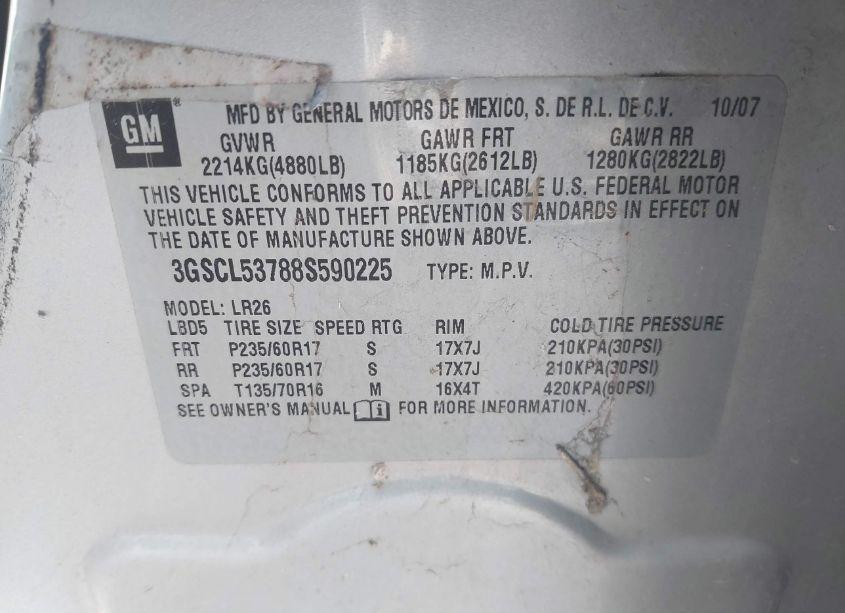 GM ® MFD BY GENERAL MOTORS DE MEXICO, S. DE R.L. DE C.V. 10/07
GVWR GAWR FRT GAWR RR
2214KG(4880LB) 1185KG(2612LB) 1280KG(2822LB)
THIS VEHICLE CONFORMS TO ALL APPLICABLE U.S. FEDERAL MOTOR
VEHICLE SAFETY AND THEFT PREVENTION STANDARDS IN EFFECT ON
THE DATE OF MANUFACTURE SHOWN ABOVE.
3GSCL53788S590225 TYPE: M.P.V.
MODEL: LR26
LBD5 TIRE SIZE SPEED RTG RIM COLD TIRE PRESSURE
FRT P235/60R17 S 17X7J 210KPA(30PSI)
RR P235/60R17 S 17X7J 210KPA(30PSI)
SPA T135/70R16 M 16X4T 420KPA(60PSI)
SEE OWNER'S MANUAL i FOR MORE INFORMATION.